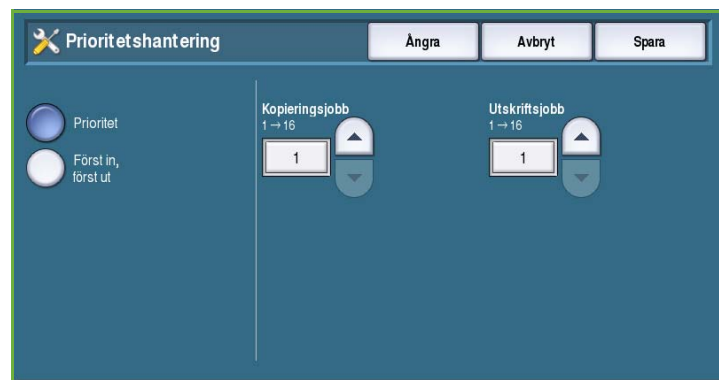 Prioritetshantering
Ångra
Avbryt
Spara
Prioritet
Först in,
först ut
Kopieringsjobb
1→16
1
Utskriftsjobb
1→16
1